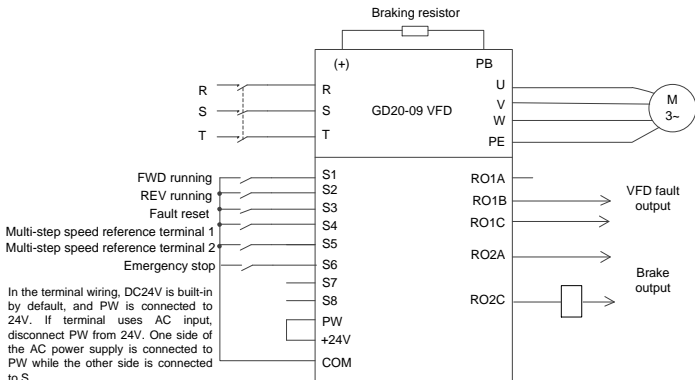 Braking resistor
(+)
PB
R
S
T
R
S
T
GD20-09 VFD
U
V
W
PE
M
3~
FWD running
REV running
Fault reset
Multi-step speed reference terminal 1
Multi-step speed reference terminal 2
Emergency stop
S1
S2
S3
S4
S5
S6
S7
S8
PW
+24V
COM
RO1A
RO1B
RO1C
RO2A
RO2C
VFD fault
output
Brake
output
In the terminal wiring, DC24V is built-in
by default, and PW is connected to
24V. If terminal uses AC input,
disconnect PW from 24V. One side of
the AC power supply is connected to
PW while the other side is connected
to S